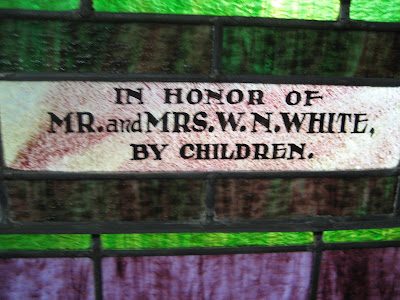 IN HONOR OF
MR. and MRS. W. N. WHITE,
BY CHILDREN.